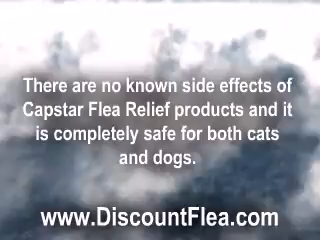 There are no known side effects of
Capstar Flea Relief products and it
is completely safe for both cats
and dogs.
www.DiscountFlea.com